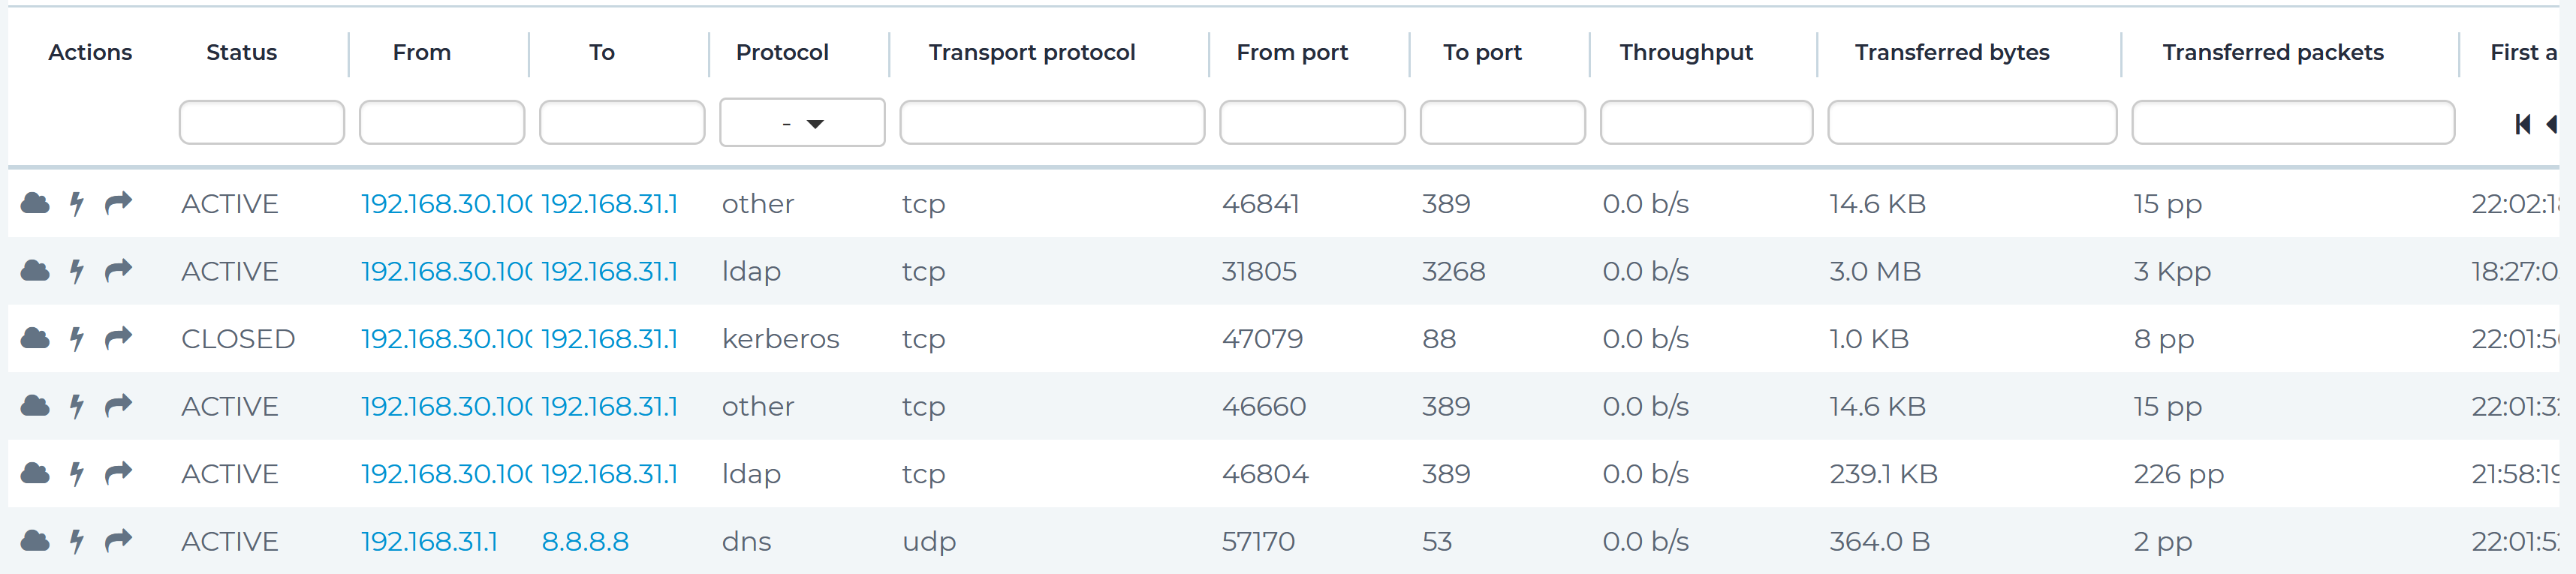 Actions Status From To Protocol Transport protocol From port To port Throughput Transferred bytes Transferred packets First a
-
ACTIVE 192.168.30.100 192.168.31.1 other tcp 46841 389 0.0 b/s 14.6 KB 15 pp 22:02:1
ACTIVE 192.168.30.100 192.168.31.1 ldap tcp 31805 3268 0.0 b/s 3.0 MB 3 Kpp 18:27:0
CLOSED 192.168.30.100 192.168.31.1 kerberos tcp 47079 88 0.0 b/s 1.0 KB 8 pp 22:01:5
ACTIVE 192.168.30.100 192.168.31.1 other tcp 46660 389 0.0 b/s 14.6 KB 15 pp 22:01:3
ACTIVE 192.168.30.100 192.168.31.1 ldap tcp 46804 389 0.0 b/s 239.1 KB 226 pp 21:58:19
ACTIVE 192.168.31.1 8.8.8.8 dns udp 57170 53 0.0 b/s 364.0 B 2 pp 22:01:5